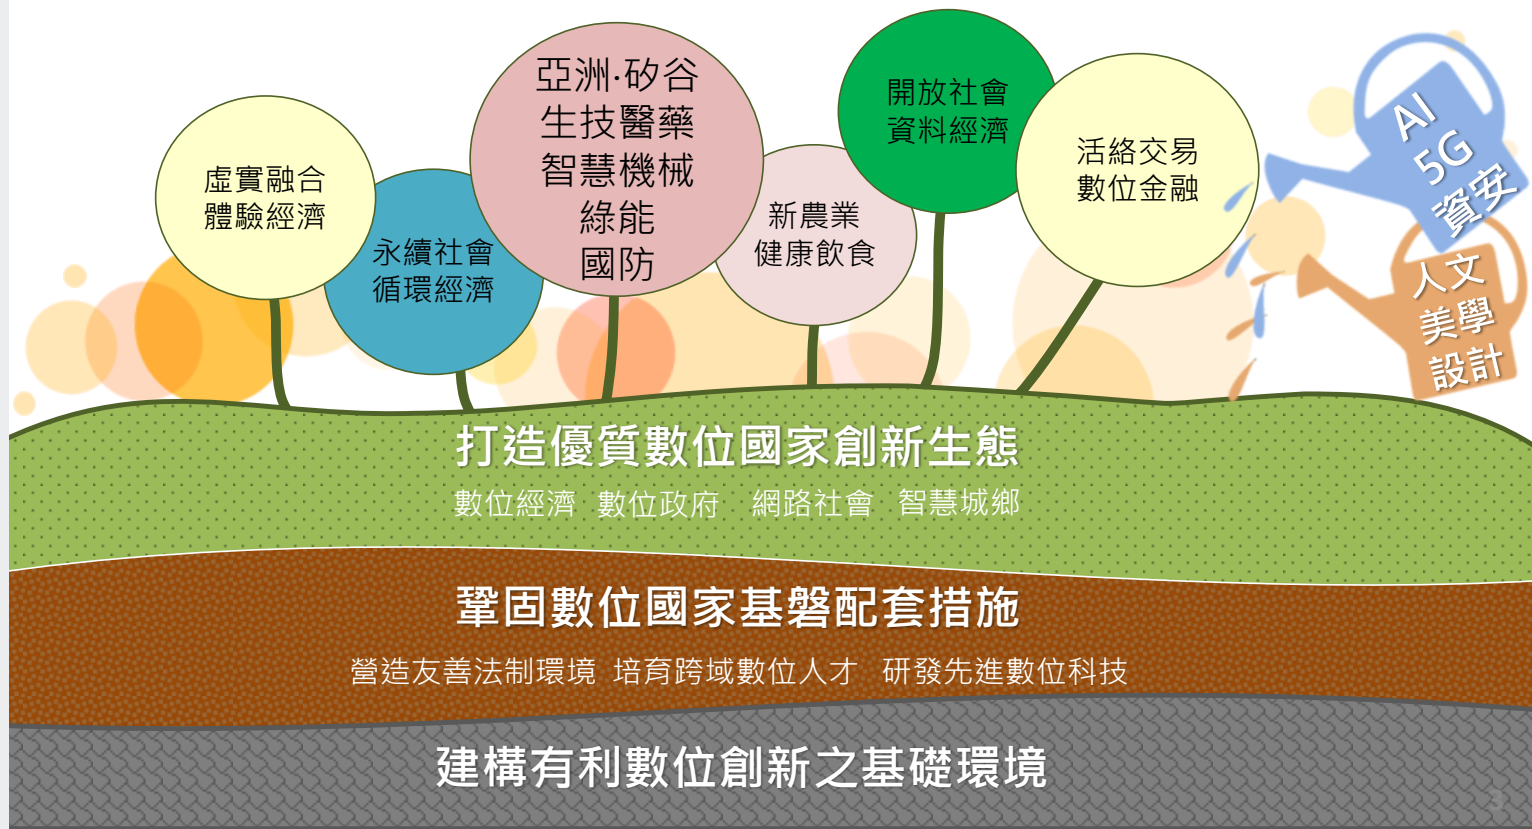 虛實融合
體驗經濟
永續社會
循環經濟
亞洲·矽谷
生技醫藥
智慧機械
綠能
國防
新農業
健康飲食
開放社會
資料經濟
活絡交易
數位金融
AI
5G
資安
人文
美學
設計
打造優質數位國家創新生態
數位經濟 數位政府 網路社會 智慧城鄉
鞏固數位國家基磐配套措施
營造友善法制環境 培育跨域數位人才 研發先進數位科技
建構有利數位創新之基礎環境
3